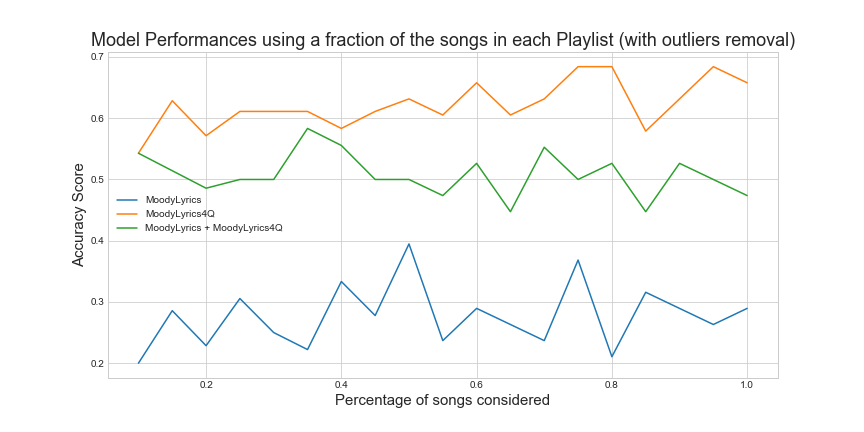 Model Performances using a fraction of the songs in each Playlist (with outliers removal)
0.7
0.6
0.5
0.4
0.3
0.2
Accuracy Score
MoodyLyrics
MoodyLyrics4Q
MoodyLyrics + MoodyLyrics4Q
0.2 0.4 0.6 0.8 1.0
Percentage of songs considered